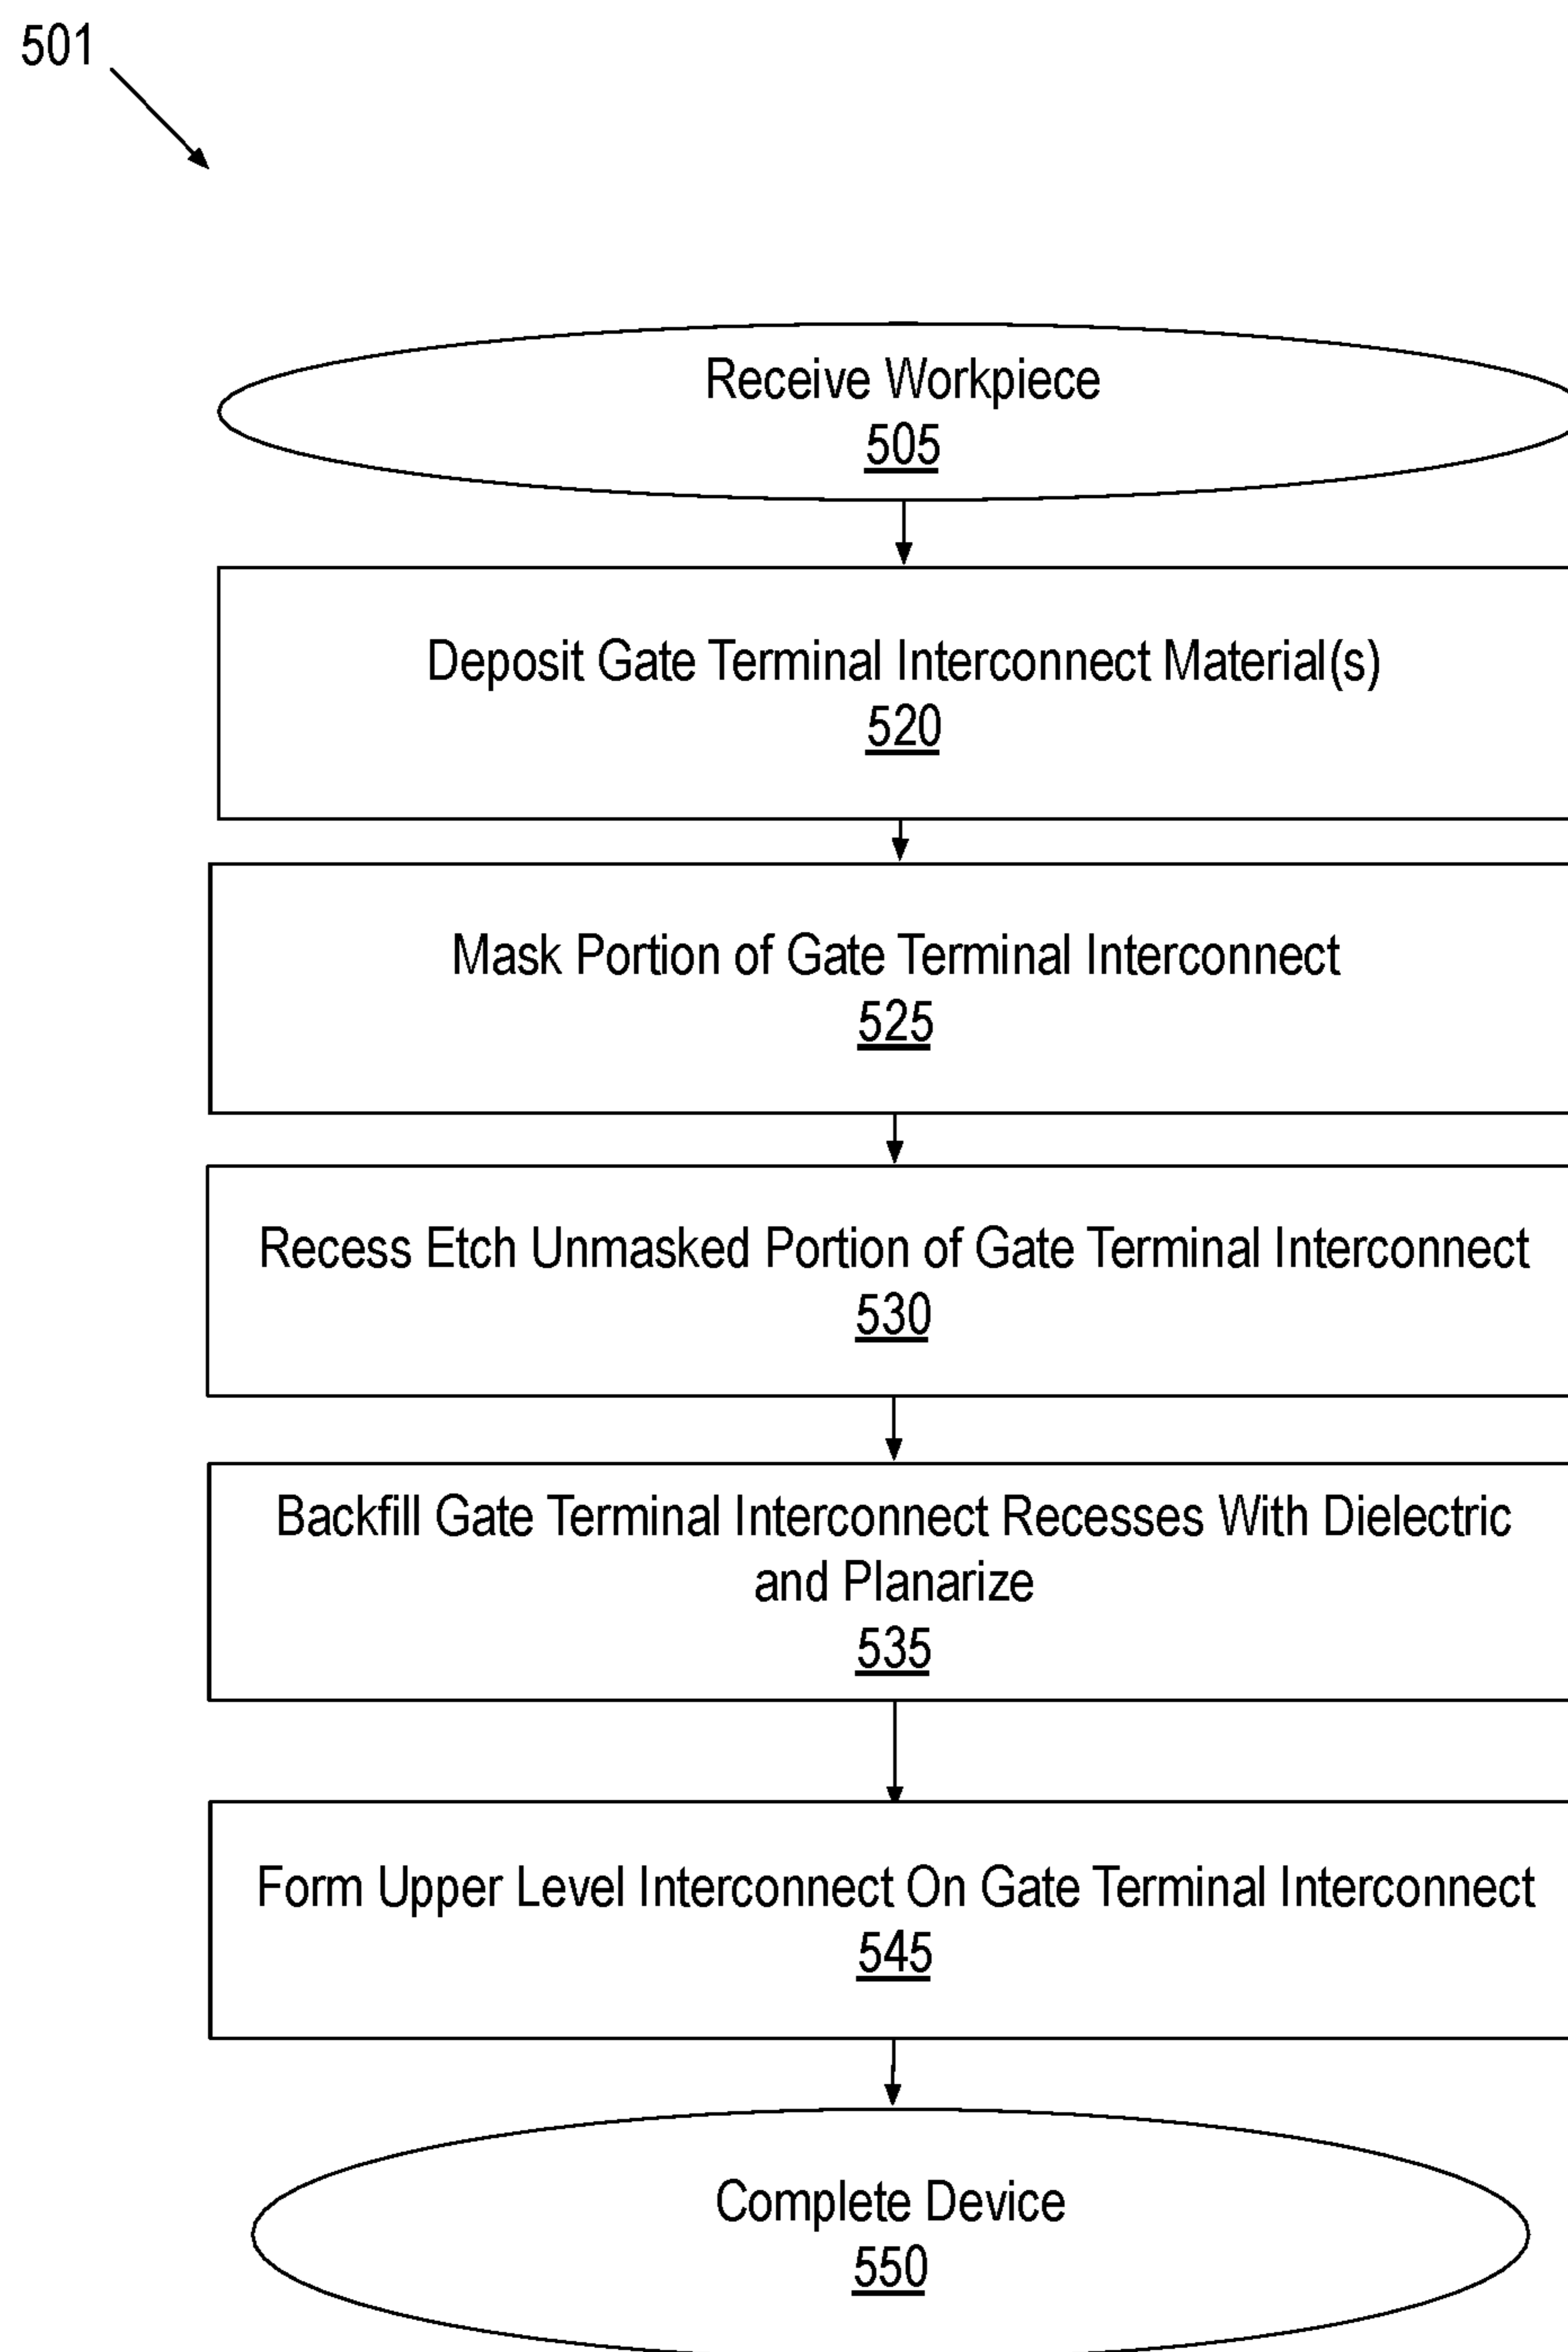 501
Receive Workpiece
505
Deposit Gate Terminal Interconnect Material(s)
520
Mask Portion of Gate Terminal Interconnect
525
Recess Etch Unmasked Portion of Gate Terminal Interconnect
530
Backfill Gate Terminal Interconnect Recesses With Dielectric
and Planarize
535
Form Upper Level Interconnect On Gate Terminal Interconnect
545
Complete Device
550